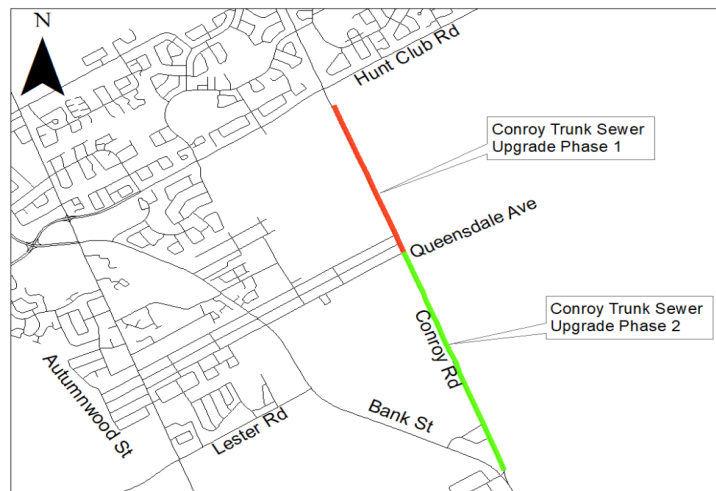 N
Hunt Club Rd
Conroy Trunk Sewer
Upgrade Phase 1
Queensdale Ave
Conroy Trunk Sewer
Upgrade Phase 2
Conroy Rd
Autumnwood St
Bank St
Lester Rd